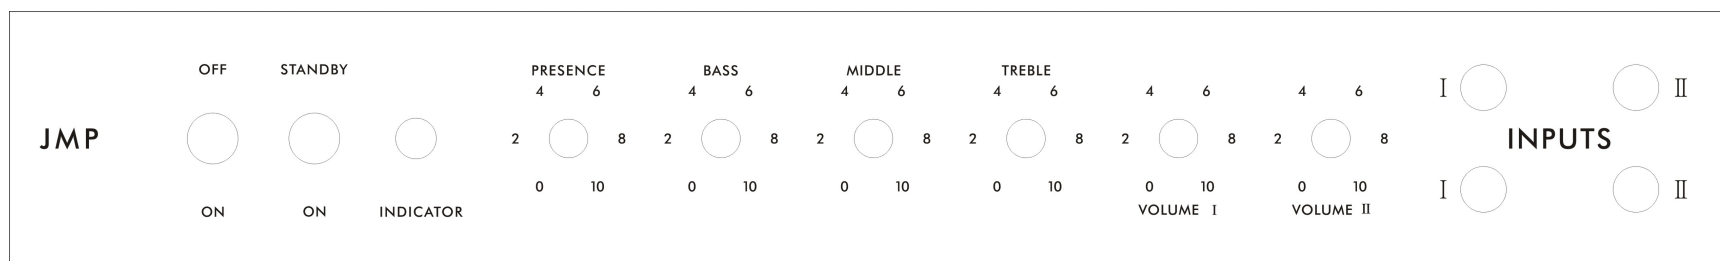 OFF STANDBY PRESENCE BASS MIDDLE TREBLE
4 6 4 6 4 6 4 6 4 6 4 6 I II
JMP 2 8 2 8 2 8 2 8 2 8 2 8 INPUTS
0 10 0 10 0 10 0 10 0 10 0 10 I II
ON ON INDICATOR VOLUME I VOLUME II